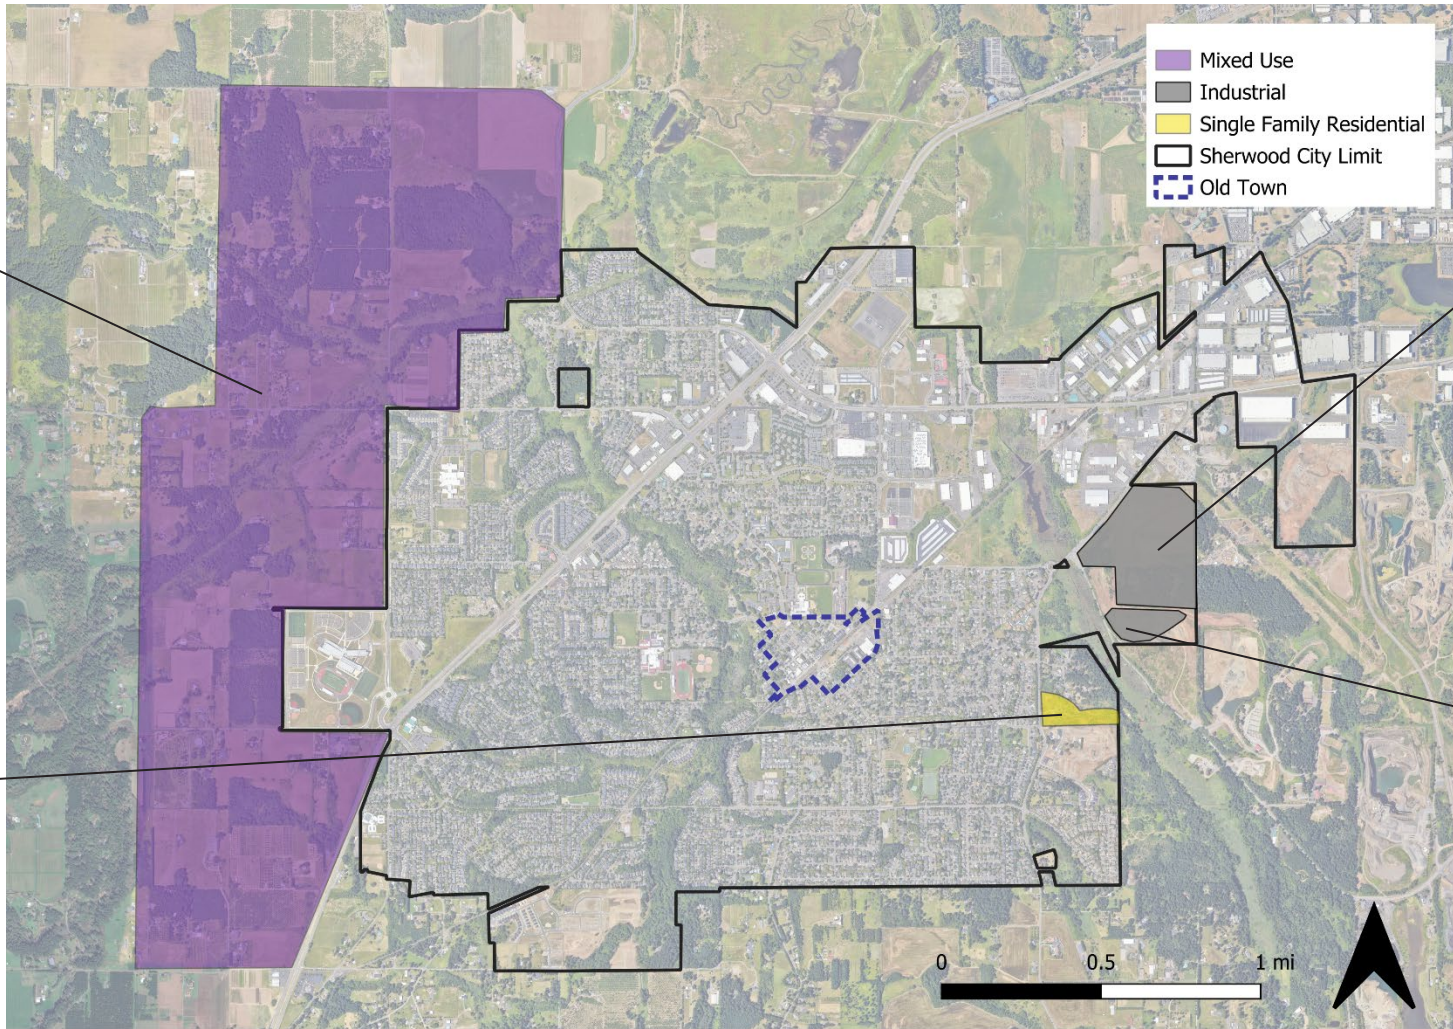 Mixed Use
Industrial
Single Family Residential
Sherwood City Limit
Old Town
0 0.5 1 mi